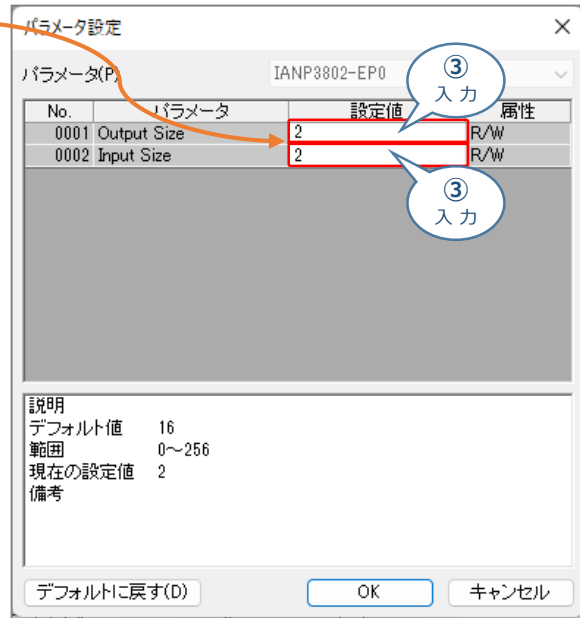 パラメータ設定
パラメータ(P) IANP3802-EP0
③
入 力
No. パラメータ 設定値 属性
0001 Output Size 2 R/W
0002 Input Size 2 R/W
③
入 力
説明
デフォルト値 16
範囲 0～256
現在の設定値 2
備考
デフォルトに戻す(D) OK キャンセル